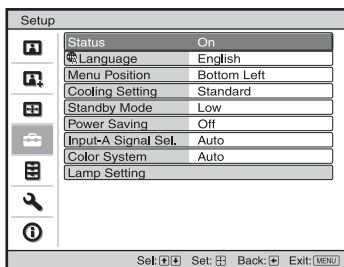 Setup
Status On
Language English
Menu Position Bottom Left
Cooling Setting Standard
Standby Mode Low
Power Saving Off
Input-A Signal Sel. Auto
Color System Auto
Lamp Setting
Sel: Set: Back: Exit: MENU